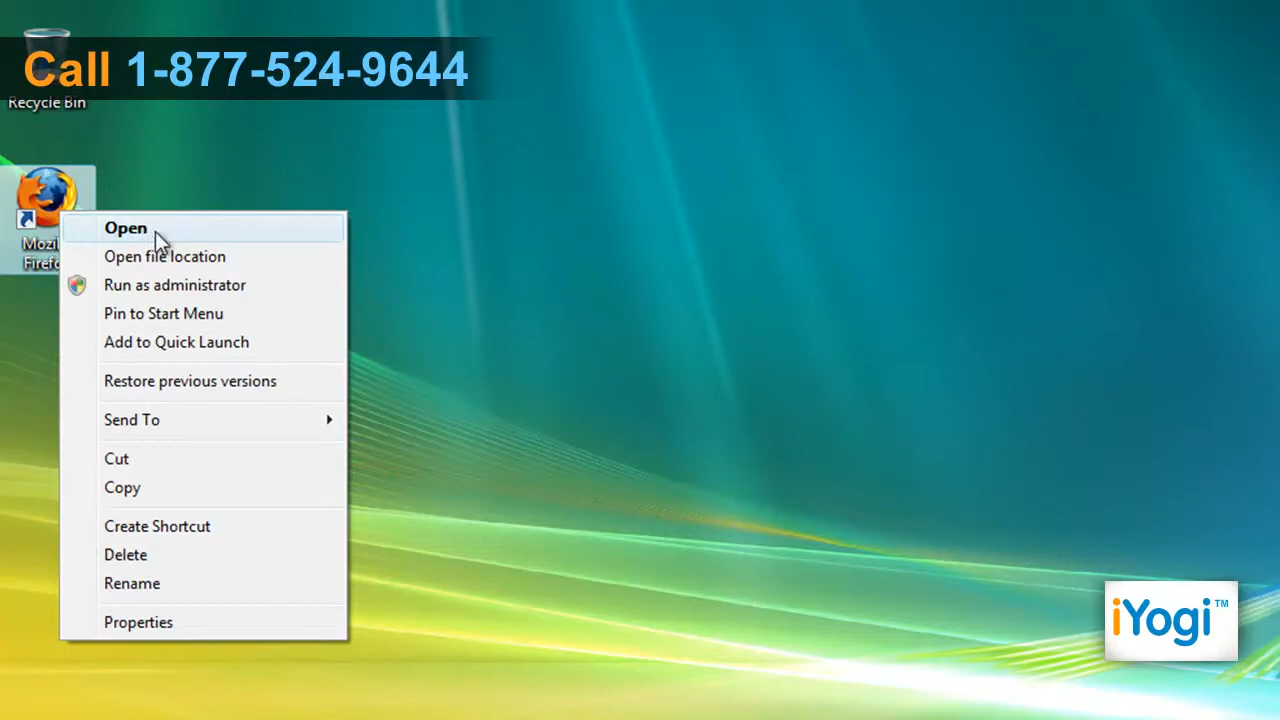 Call 1-877-524-9644
Recycle Bin
Open
Open file location
Run as administrator
Pin to Start Menu
Add to Quick Launch
Restore previous versions
Send To
Cut
Copy
Create Shortcut
Delete
Rename
Properties
iYogi™